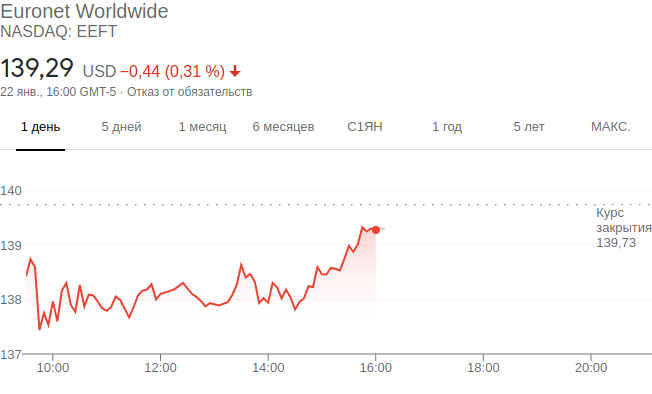 Euronet Worldwide
NASDAQ: EEFT
139,29 USD −0,44 (0,31 %)
22 янв., 16:00 GMT-5 · Отказ от обязательств
1 день 5 дней 1 месяц 6 месяцев С1ЯН 1 год 5 лет МАКС.
140
Курс
закрытия
139,73
139
138
137
10:00 12:00 14:00 16:00 18:00 20:00